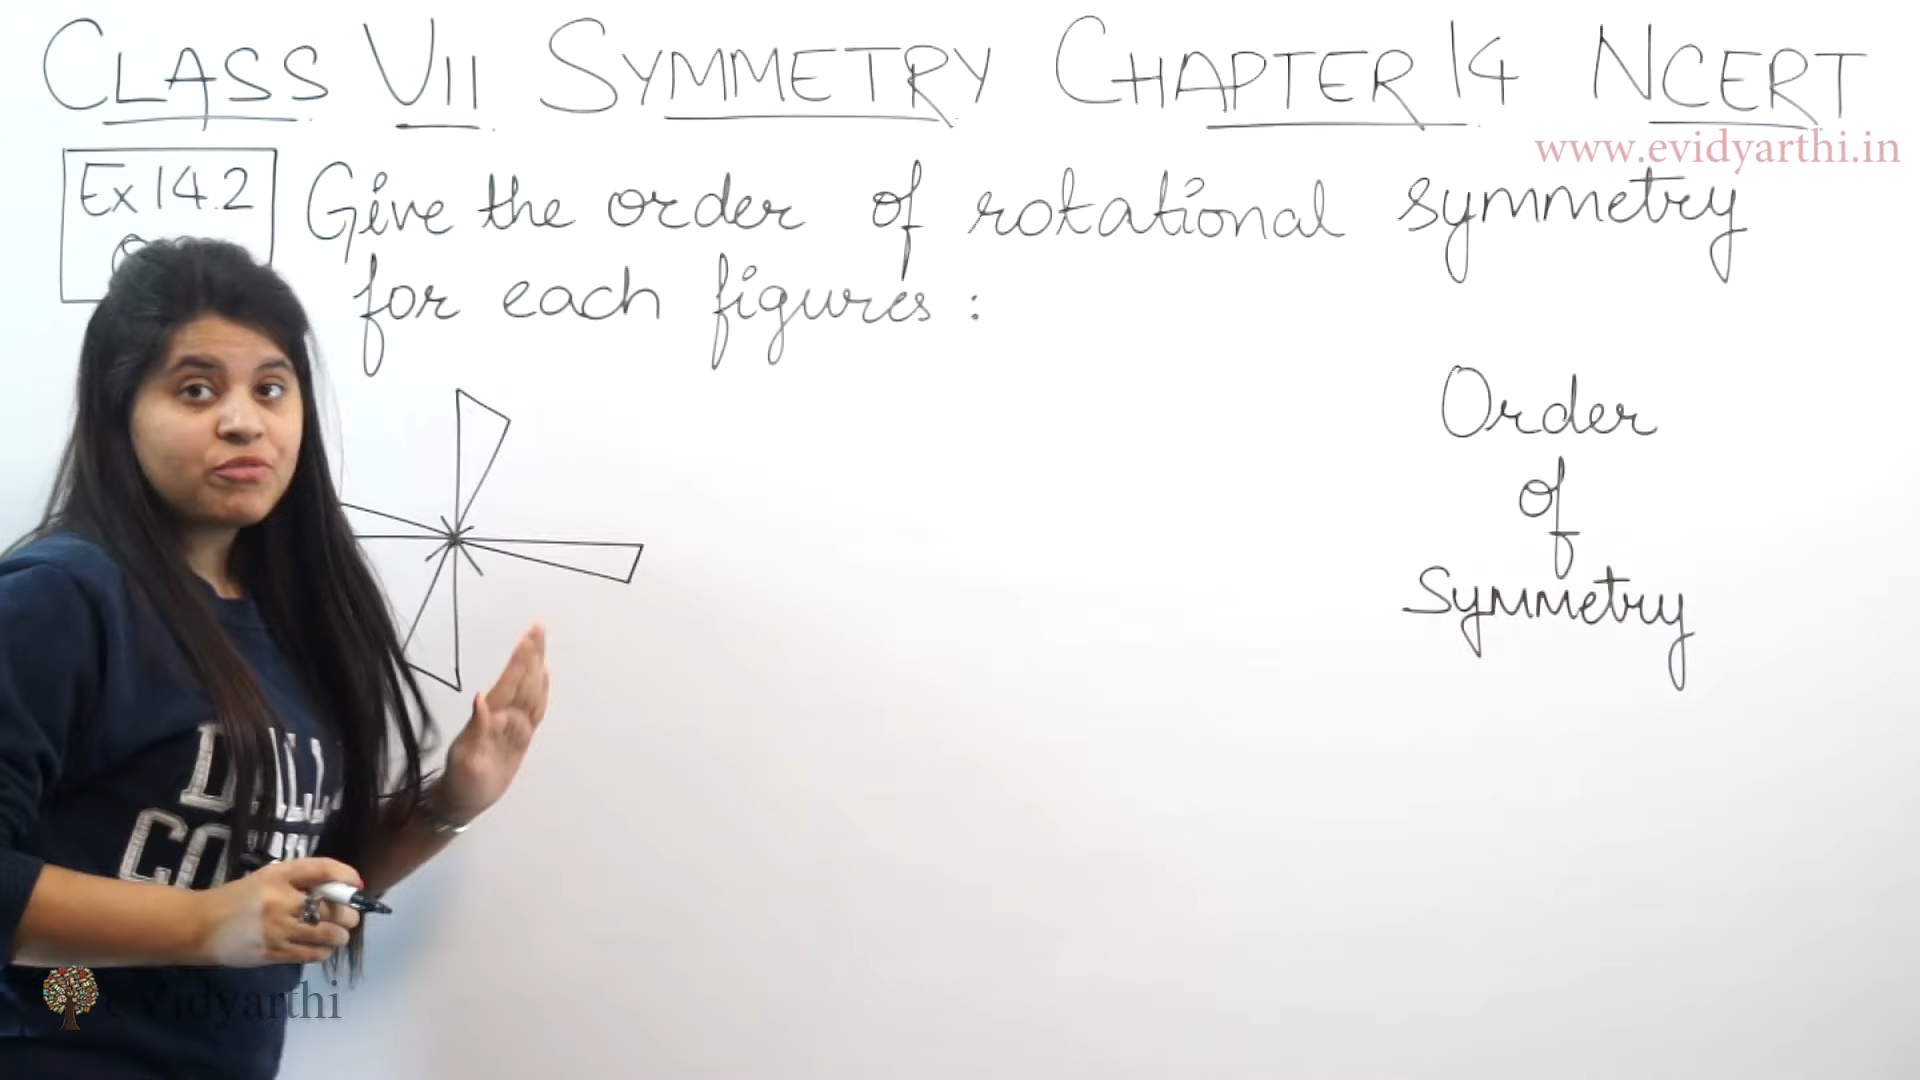 CLASS VII SYMMETRY CHAPTER 14 NCERT
www.evidyarthi.in
Ex 14.2
Give the order of rotational symmetry
for each figures :
Order
of
Symmetry
eVidyarthi